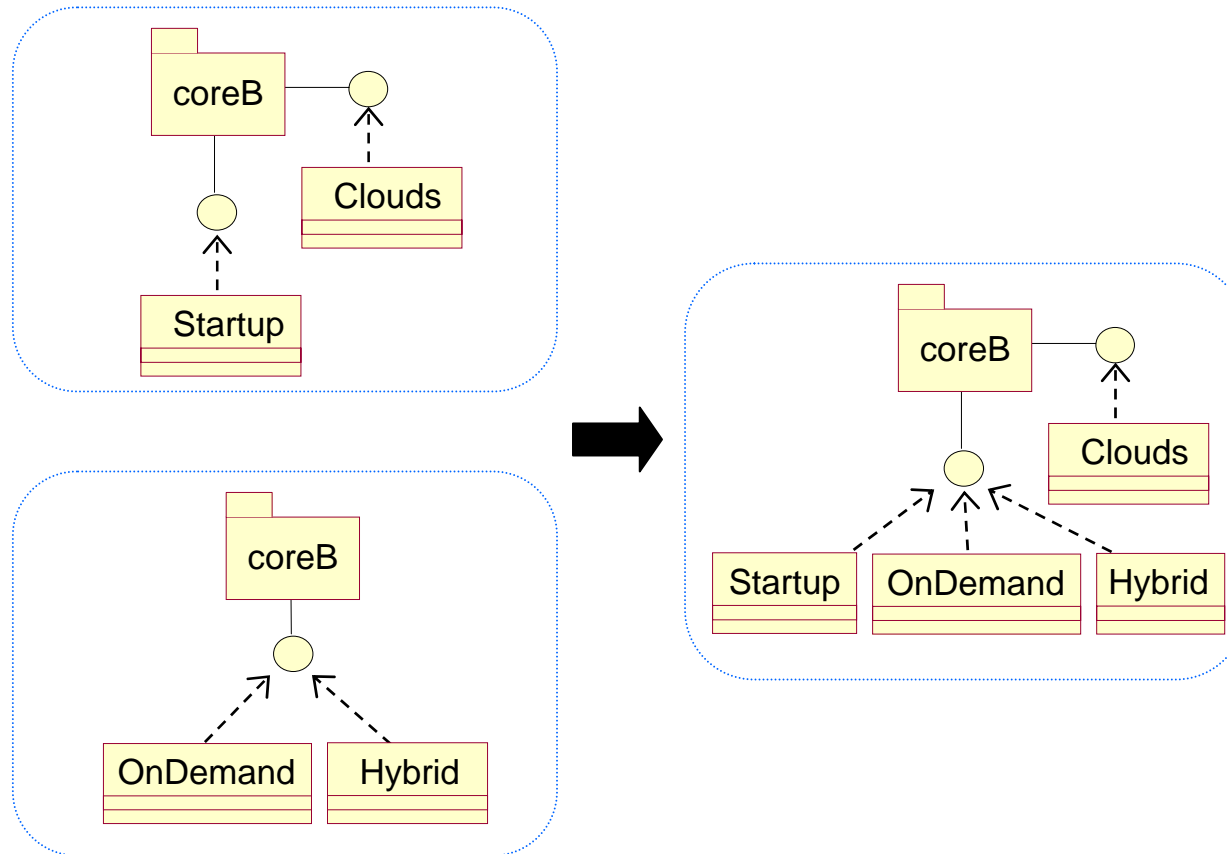 coreB
Clouds
Startup
coreB
OnDemand
Hybrid
coreB
Clouds
Startup
OnDemand
Hybrid